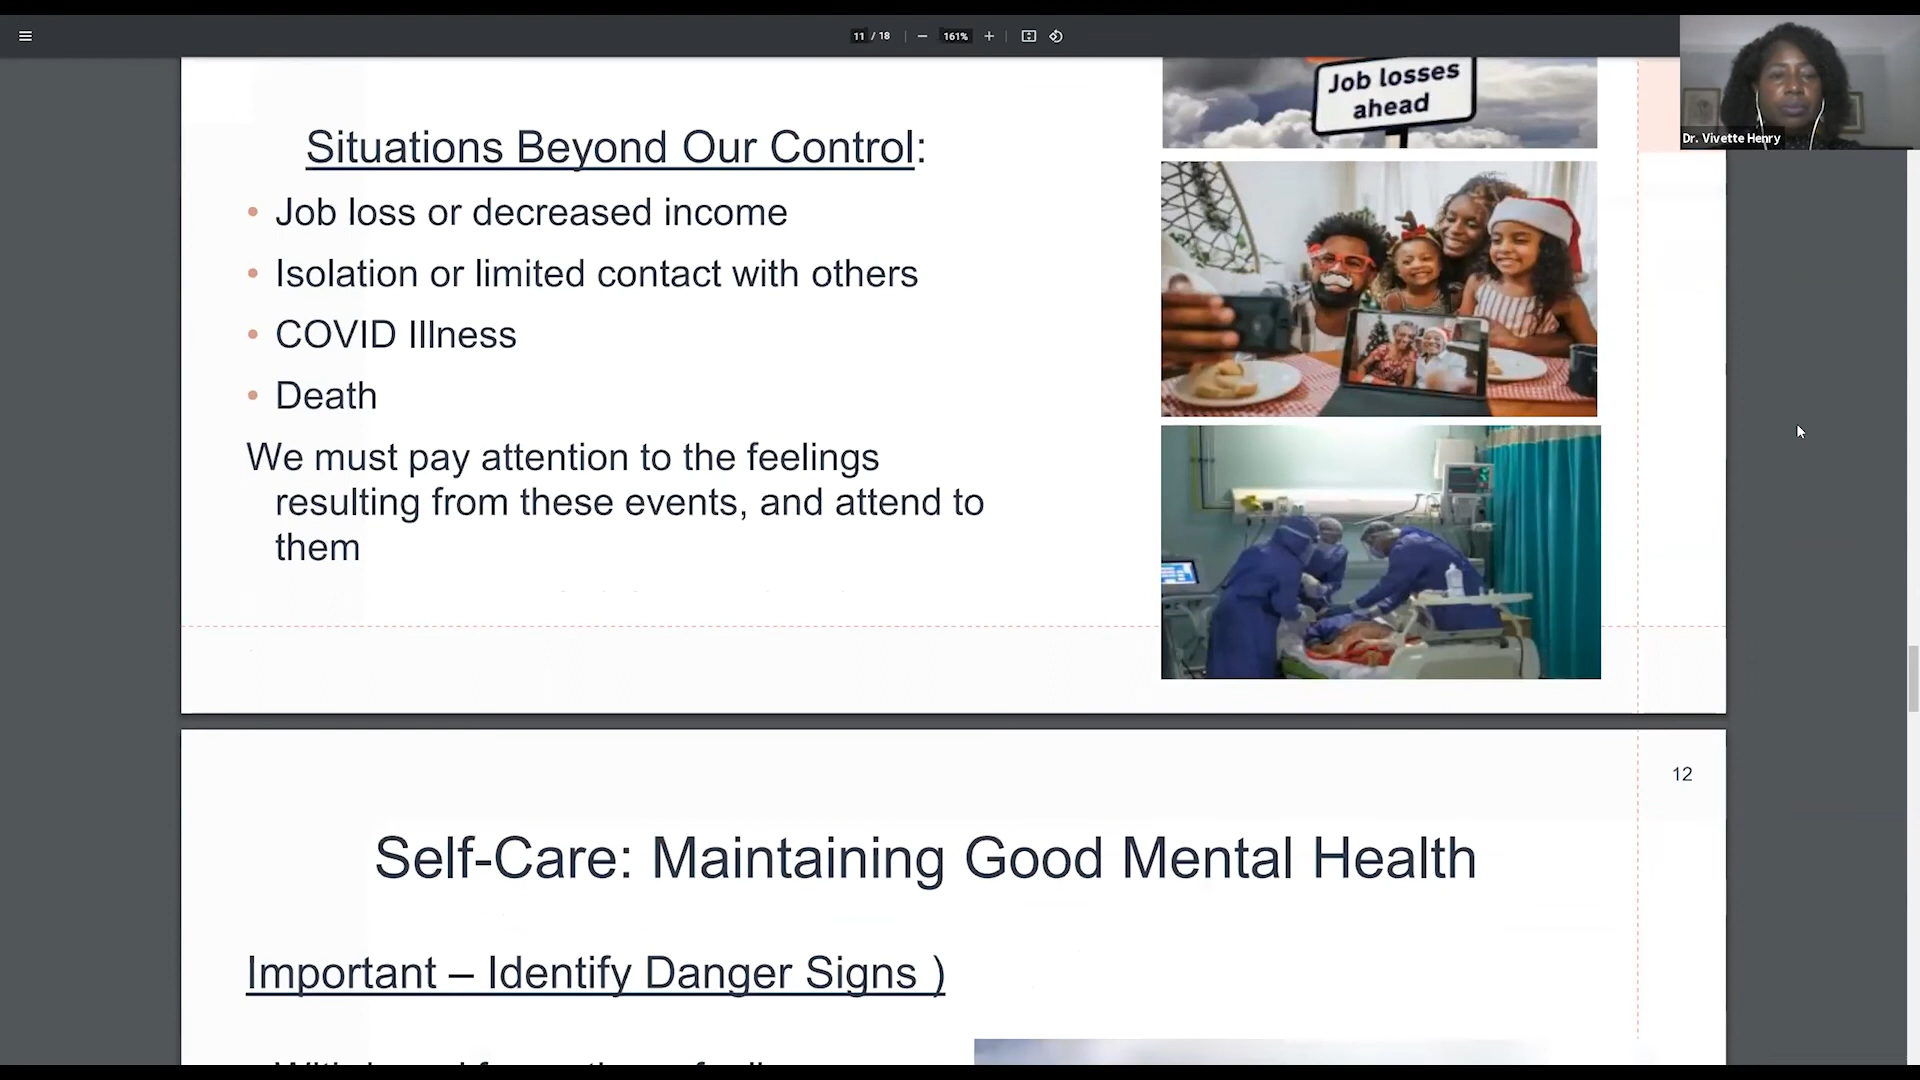 11 / 18
161%
Job losses
ahead
Dr. Vivette Henry
Situations Beyond Our Control:
• Job loss or decreased income
• Isolation or limited contact with others
• COVID Illness
• Death
We must pay attention to the feelings
resulting from these events, and attend to
them
12
Self-Care: Maintaining Good Mental Health
Important – Identify Danger Signs )